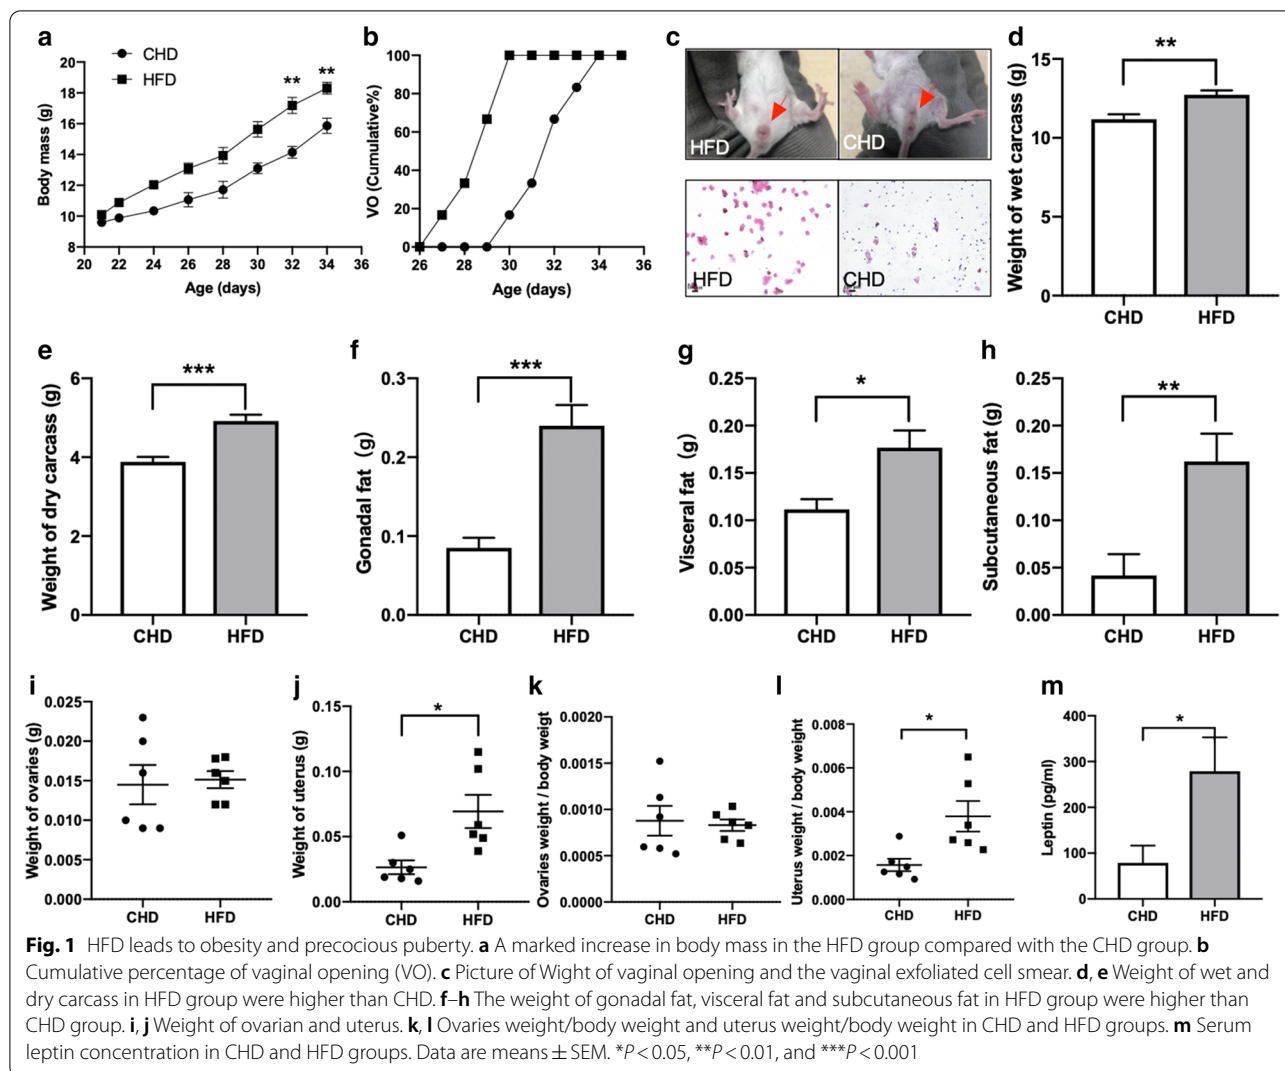 a
CHD
HFD
Body mass (g)
20
18
16
14
12
10
8
** **
20 22 24 26 28 30 32 34 36
Age (days)
b
VO (Cumulative%)
100
80
60
40
20
0
26 28 30 32 34 36
Age (days)
c
HFD
CHD
HFD
CHD
d
Weight of wet carcass (g)
15
10
5
0
**
CHD HFD
e
Weight of dry carcass (g)
6
4
2
0
***
CHD HFD
f
Gonadal fat (g)
0.3
0.2
0.1
0.0
***
CHD HFD
g
Visceral fat (g)
0.25
0.20
0.15
0.10
0.05
0.00
*
CHD HFD
h
Subcutaneous fat (g)
0.25
0.20
0.15
0.10
0.05
0.00
**
CHD HFD
i
Weight of ovaries (g)
0.025
0.020
0.015
0.010
0.005
0.000
CHD HFD
j
Weight of uterus (g)
0.15
0.10
0.05
0.00
*
CHD HFD
k
Ovaries weight / body weigt
0.0020
0.0015
0.0010
0.0005
0.0000
CHD HFD
l
Uterus weight / body weight
0.008
0.006
0.004
0.002
0.000
*
CHD HFD
m
Leptin (pg/ml)
400
300
200
100
0
*
CHD HFD
Fig. 1 HFD leads to obesity and precocious puberty. a A marked increase in body mass in the HFD group compared with the CHD group. b
Cumulative percentage of vaginal opening (VO). c Picture of Wight of vaginal opening and the vaginal exfoliated cell smear. d, e Weight of wet and
dry carcass in HFD group were higher than CHD. f–h The weight of gonadal fat, visceral fat and subcutaneous fat in HFD group were higher than
CHD group. i, j Weight of ovarian and uterus. k, l Ovaries weight/body weight and uterus weight/body weight in CHD and HFD groups. m Serum
leptin concentration in CHD and HFD groups. Data are means ± SEM. *P < 0.05, **P < 0.01, and ***P < 0.001